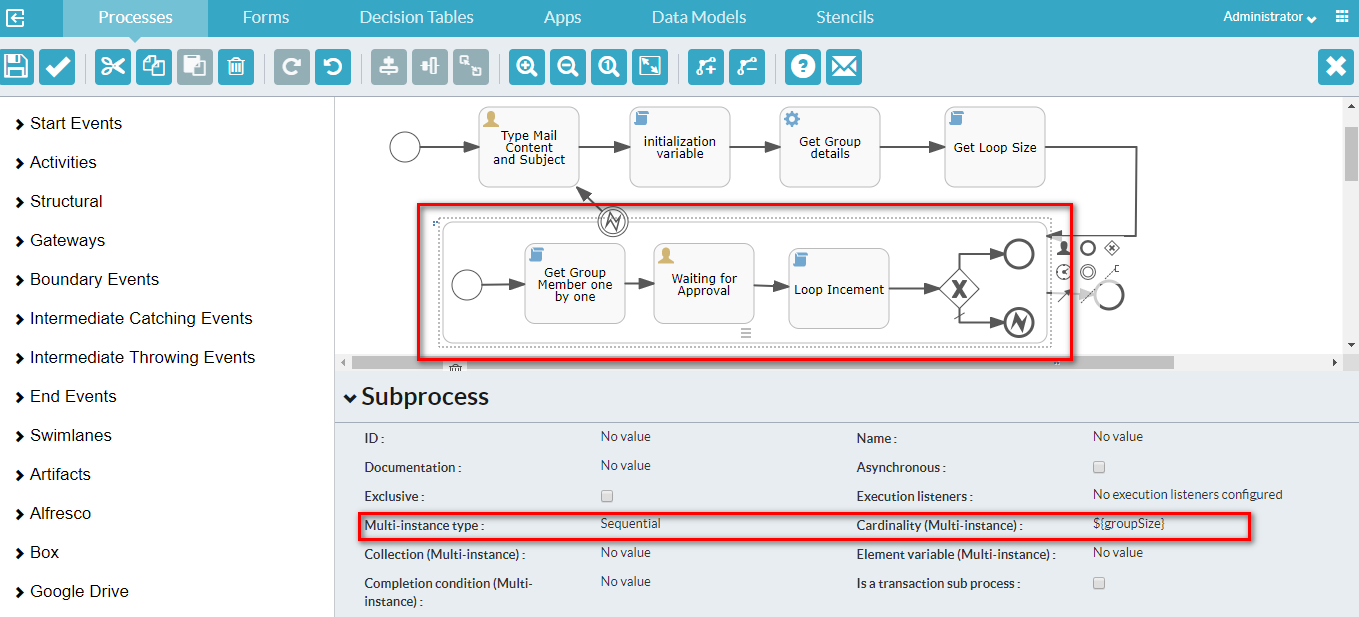 Processes
Forms
Decision Tables
Apps
Data Models
Stencils
Administrator
Start Events
Activities
Structural
Gateways
Boundary Events
Intermediate Catching Events
Intermediate Throwing Events
End Events
Swimlanes
Artifacts
Alfresco
Box
Google Drive
Type Mail
Content
and Subject
initialization
variable
Get Group
details
Get Loop Size
Get Group
Member one
by one
Waiting for
Approval
Loop Incement
X
Subprocess
ID :
No value
Name :
No value
Documentation :
No value
Asynchronous :
Exclusive :
Execution listeners :
No execution listeners configured
Multi-instance type :
Sequential
Cardinality (Multi-instance) :
${groupSize}
Collection (Multi-instance) :
No value
Element variable (Multi-instance) :
No value
Completion condition (Multi-
instance) :
No value
Is a transaction sub process :